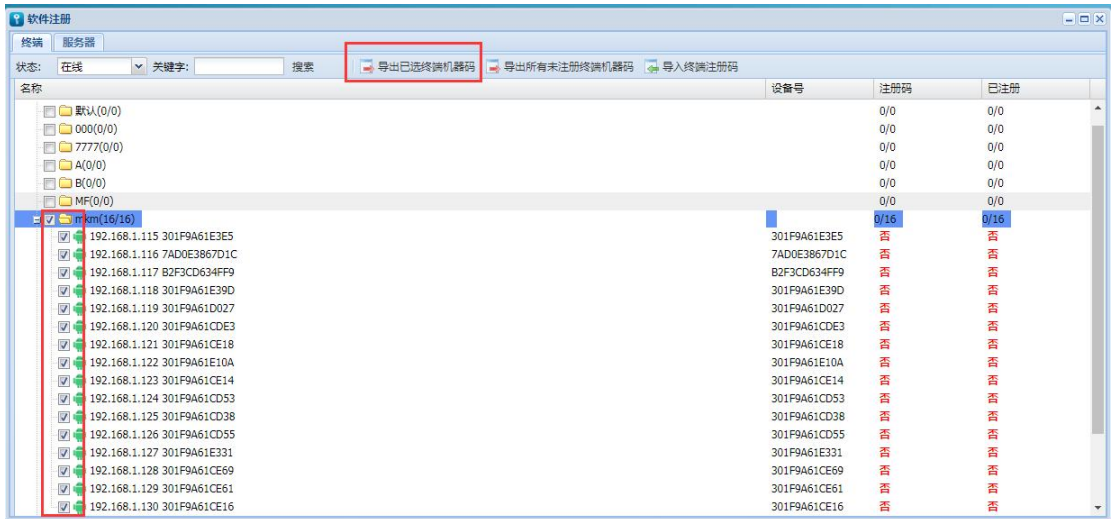 软件注册
终端 服务器
状态: 在线 关键字: 搜索 导出已选终端机器码 导出所有未注册终端机器码 导入终端注册码
名称 设备号 注册码 已注册
默认(0/0) 0/0 0/0
000(0/0) 0/0 0/0
7777(0/0) 0/0 0/0
A(0/0) 0/0 0/0
B(0/0) 0/0 0/0
MF(0/0) 0/0 0/0
mkm(16/16) 0/16 0/16
192.168.1.115 301F9A61E3E5 301F9A61E3E5 否 否
192.168.1.116 7AD0E3867D1C 7AD0E3867D1C 否 否
192.168.1.117 B2F3CD634FF9 B2F3CD634FF9 否 否
192.168.1.118 301F9A61E39D 301F9A61E39D 否 否
192.168.1.119 301F9A61D027 301F9A61D027 否 否
192.168.1.120 301F9A61CDE3 301F9A61CDE3 否 否
192.168.1.121 301F9A61CE18 301F9A61CE18 否 否
192.168.1.122 301F9A61E10A 301F9A61E10A 否 否
192.168.1.123 301F9A61CE14 301F9A61CE14 否 否
192.168.1.124 301F9A61CD53 301F9A61CD53 否 否
192.168.1.125 301F9A61CD38 301F9A61CD38 否 否
192.168.1.126 301F9A61CD55 301F9A61CD55 否 否
192.168.1.127 301F9A61E331 301F9A61E331 否 否
192.168.1.128 301F9A61CE69 301F9A61CE69 否 否
192.168.1.129 301F9A61CE61 301F9A61CE61 否 否
192.168.1.130 301F9A61CE16 301F9A61CE16 否 否